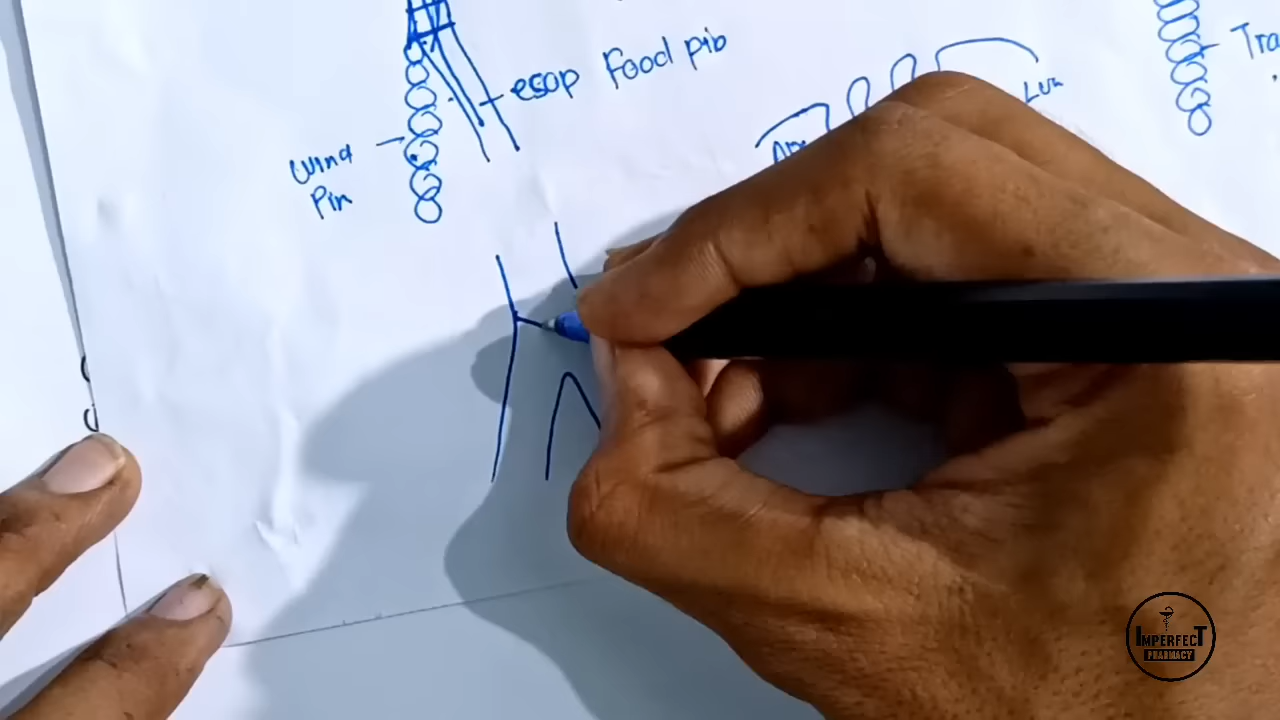 esop Food pib
Tra
Wind
Pin
Lun
IMPERFECT
PHARMACY